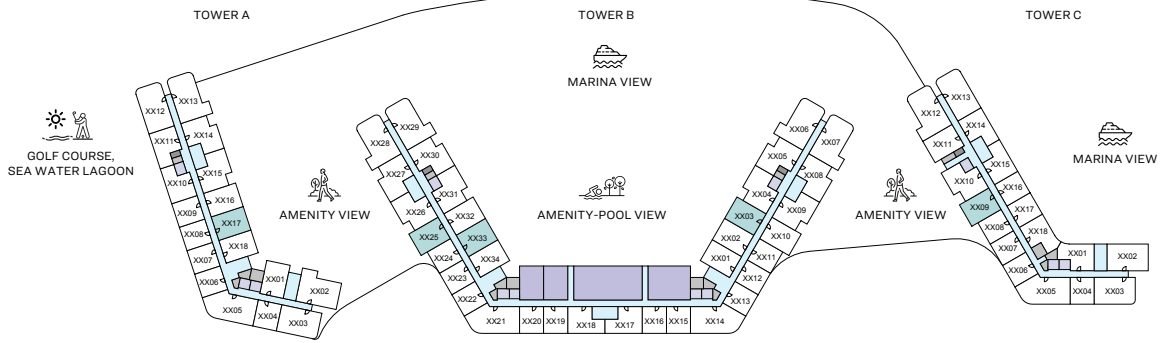 TOWER A
TOWER B
TOWER C
MARINA VIEW
GOLF COURSE,
SEA WATER LAGOON
AMENITY VIEW
AMENITY-POOL VIEW
AMENITY VIEW
MARINA VIEW
XX12
XX13
XX11
XX14
XX10
XX15
XX09
XX16
XX08
XX17
XX07
XX18
XX06
XX01
XX02
XX05
XX04
XX03
XX29
XX28
XX30
XX27
XX31
XX26
XX32
XX25
XX33
XX24
XX34
XX23
XX22
XX21
XX20
XX19
XX18
XX17
XX16
XX15
XX14
XX13
XX12
XX01
XX11
XX02
XX10
XX03
XX09
XX04
XX08
XX05
XX07
XX06
XX13
XX12
XX14
XX11
XX15
XX10
XX16
XX09
XX17
XX08
XX18
XX07
XX06
XX01
XX02
XX05
XX04
XX03